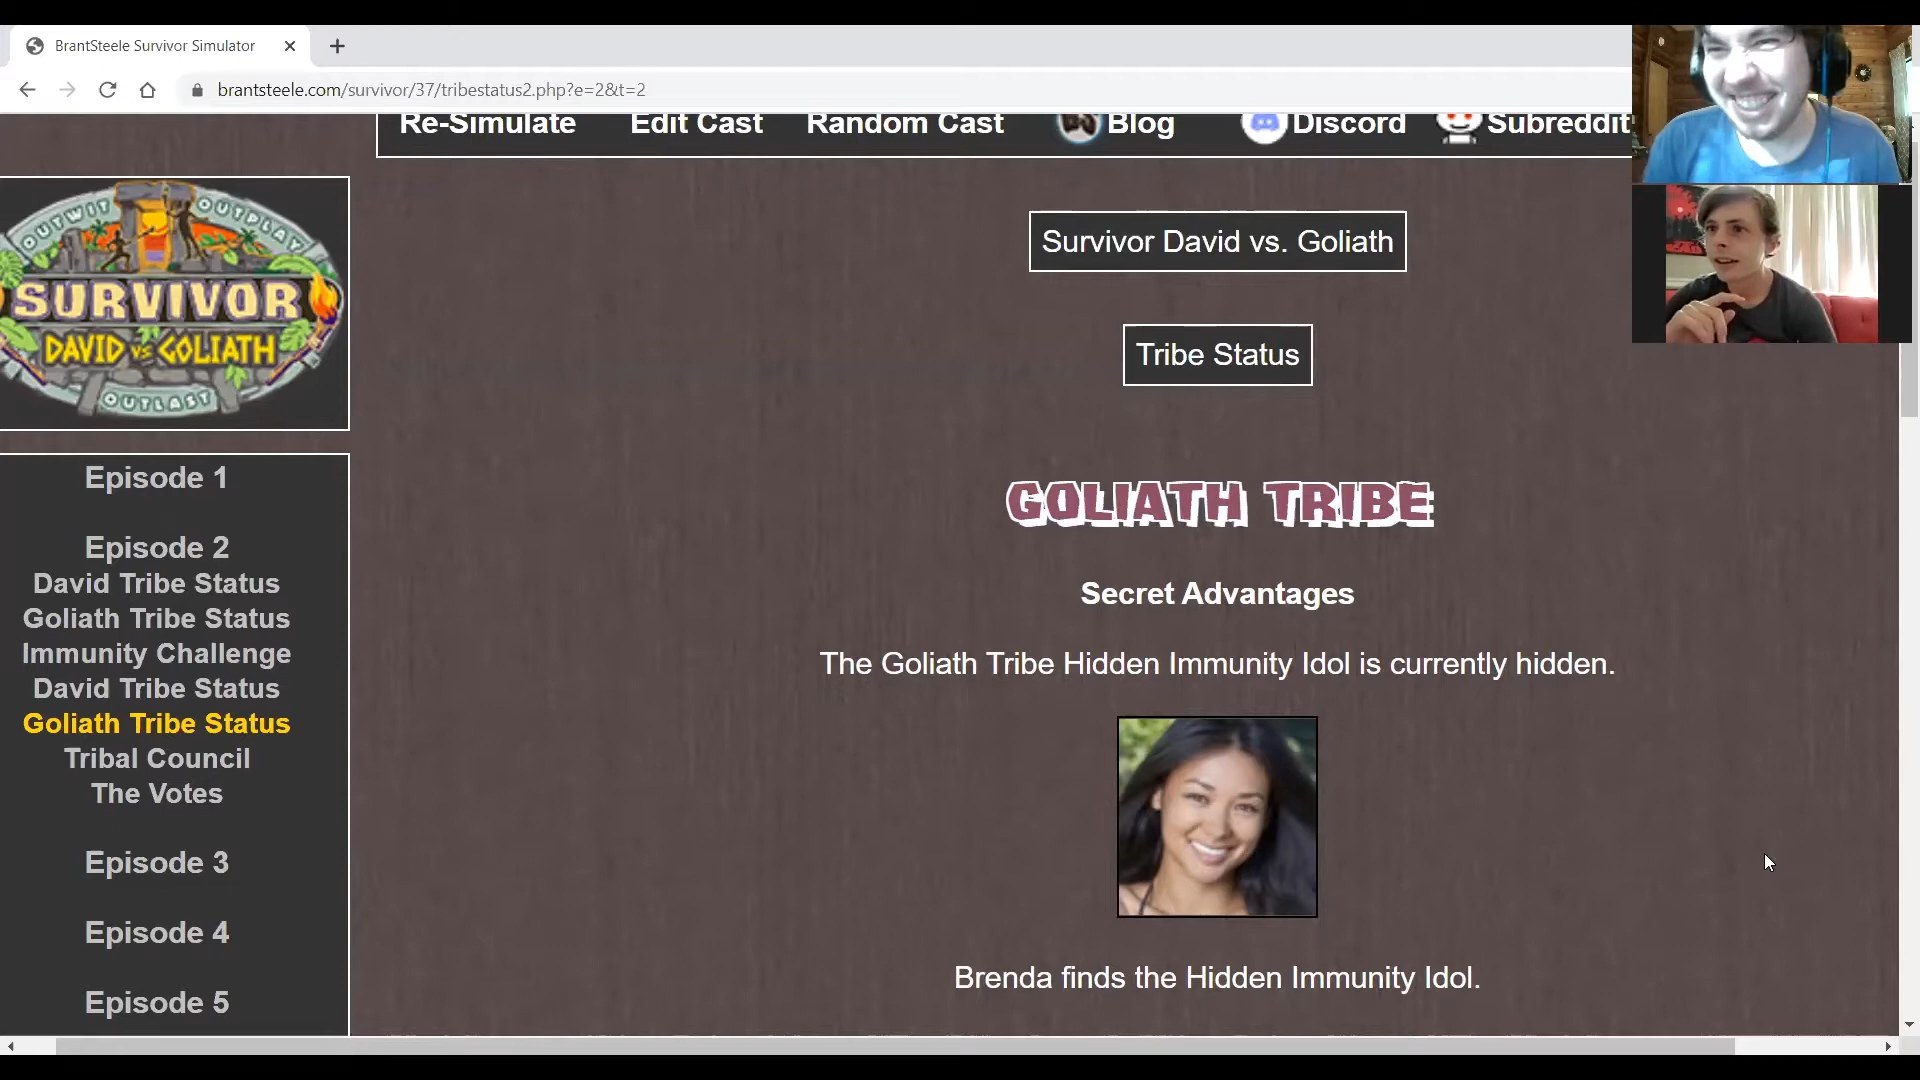 BrantSteele Survivor Simulator
brantsteele.com/survivor/37/tribestatus2.php?e=2&t=2
Re-Simulate Edit Cast Random Cast Blog Discord Subreddit
OUTWIT OUTPLAY
SURVIVOR
DAVID vs GOLIATH
OUTLAST
Episode 1
Episode 2
David Tribe Status
Goliath Tribe Status
Immunity Challenge
David Tribe Status
Goliath Tribe Status
Tribal Council
The Votes
Episode 3
Episode 4
Episode 5
Survivor David vs. Goliath
Tribe Status
GOLIATH TRIBE
Secret Advantages
The Goliath Tribe Hidden Immunity Idol is currently hidden.
Brenda finds the Hidden Immunity Idol.